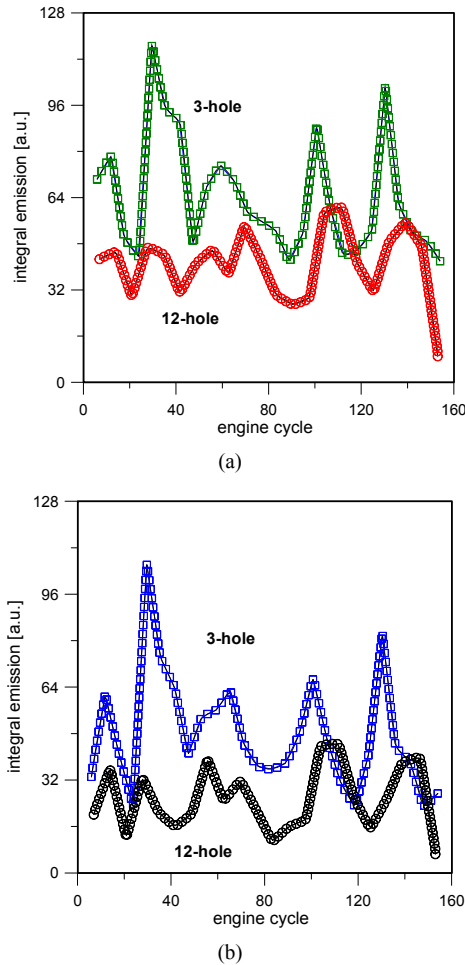 128
96
3-hole
64
integral emission [a.u.]
32
12-hole
0
0 40 80 120 160
engine cycle
(a)
128
96
3-hole
64
integral emission [a.u.]
32
12-hole
0
0 40 80 120 160
engine cycle
(b)